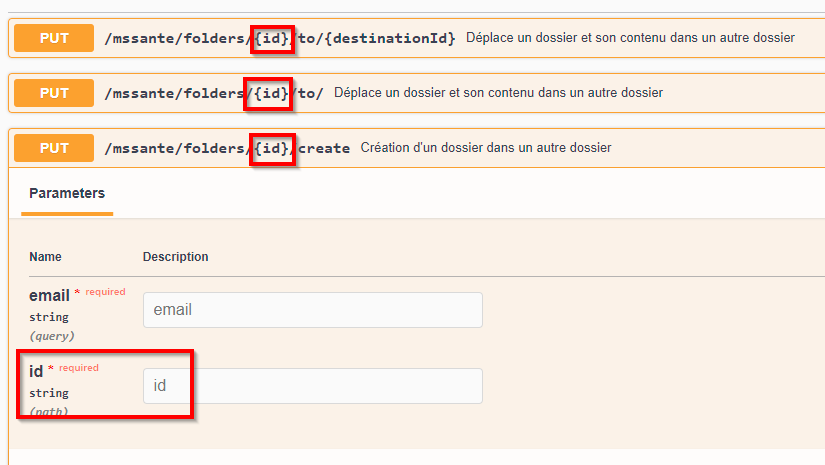 PUT /mssante/folders/{id}/to/{destinationId} Déplace un dossier et son contenu dans un autre dossier
PUT /mssante/folders/{id}/to/ Déplace un dossier et son contenu dans un autre dossier
PUT /mssante/folders/{id}/create Création d'un dossier dans un autre dossier
Parameters
Name Description
email * required
string
(query)
email
id * required
string
(path)
id